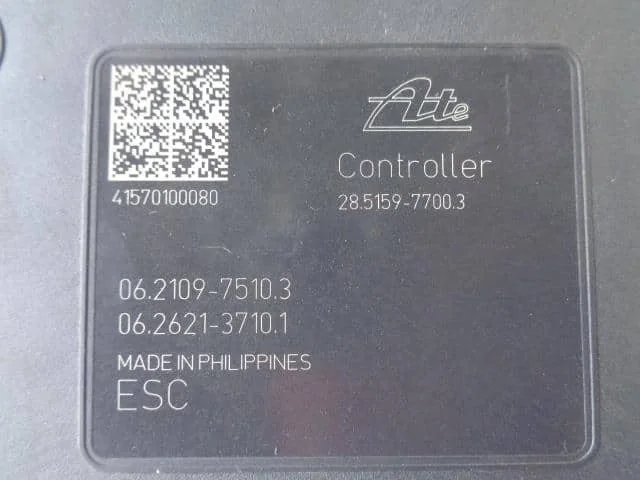 Ate
Controller
41570100080
28.5159-7700.3
06.2109-7510.3
06.2621-3710.1
MADE IN PHILIPPINES
ESC